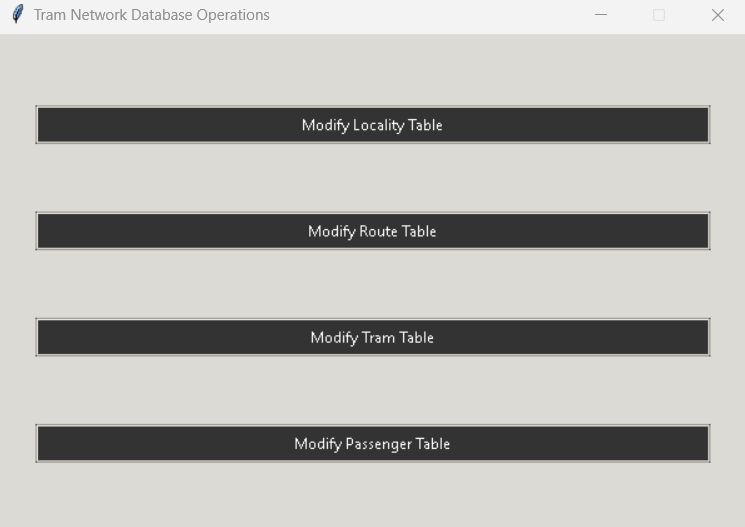 Tram Network Database Operations
Modify Locality Table
Modify Route Table
Modify Tram Table
Modify Passenger Table